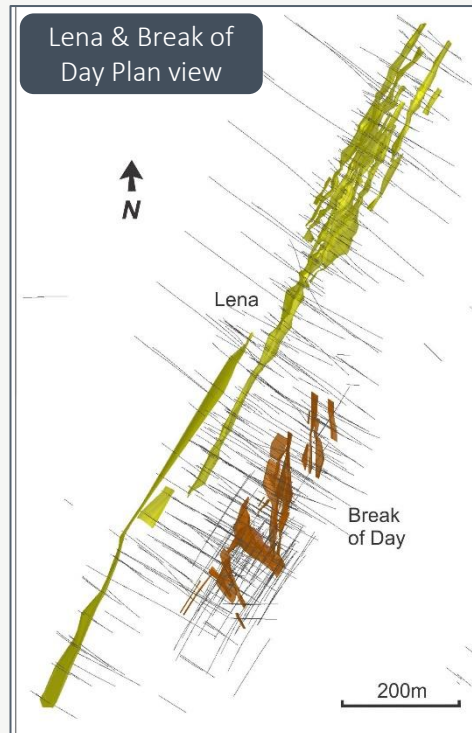 Lena & Break of
Day Plan view
N
Lena
Break
of Day
200m